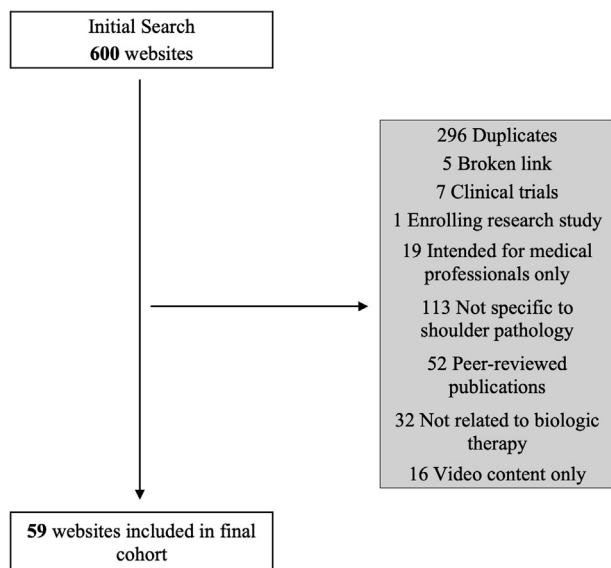 Initial Search
600 websites
296 Duplicates
5 Broken link
7 Clinical trials
1 Enrolling research study
19 Intended for medical
professionals only
113 Not specific to
shoulder pathology
52 Peer-reviewed
publications
32 Not related to biologic
therapy
16 Video content only
59 websites included in final
cohort